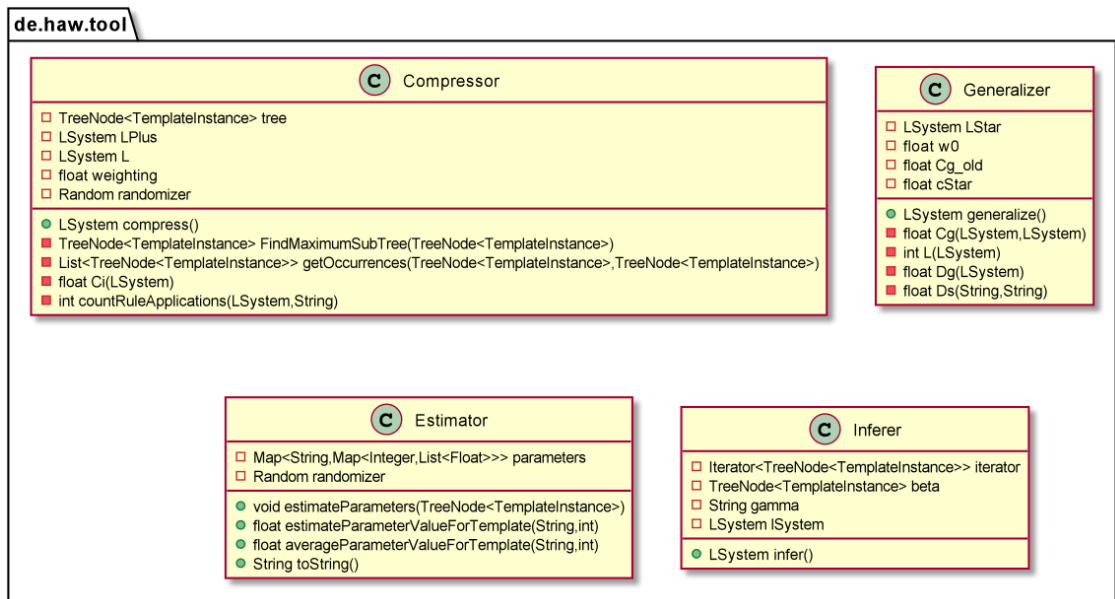 de.haw.tool
C Compressor
TreeNode<TemplateInstance> tree
LSystem LPlus
LSystem L
float weighting
Random randomizer
LSystem compress()
TreeNode<TemplateInstance> FindMaximumSubTree(TreeNode<TemplateInstance>)
List<TreeNode<TemplateInstance>> getOccurrences(TreeNode<TemplateInstance>,TreeNode<TemplateInstance>)
float Ci(LSystem)
int countRuleApplications(LSystem,String)
C Generalizer
LSystem LStar
float w0
float Cg_old
float cStar
LSystem generalize()
float Cg(LSystem,LSystem)
int L(LSystem)
float Dg(LSystem)
float Ds(String,String)
C Estimator
Map<String,Map<Integer,List<Float>>> parameters
Random randomizer
void estimateParameters(TreeNode<TemplateInstance>)
float estimateParameterValueForTemplate(String,int)
float averageParameterValueForTemplate(String,int)
String toString()
C Inferer
Iterator<TreeNode<TemplateInstance>> iterator
TreeNode<TemplateInstance> beta
String gamma
LSystem lSystem
LSystem infer()